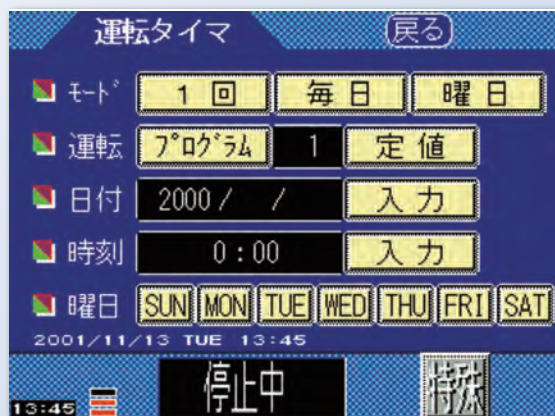 運転タイマ 戻る
モード 1回 毎日 曜日
運転 プログラム 1 定値
日付 2000/ / 入力
時刻 0:00 入力
曜日 SUN MON TUE WED THU FRI SAT
2001/11/13 TUE 13:45
13:45 停止中 特殊